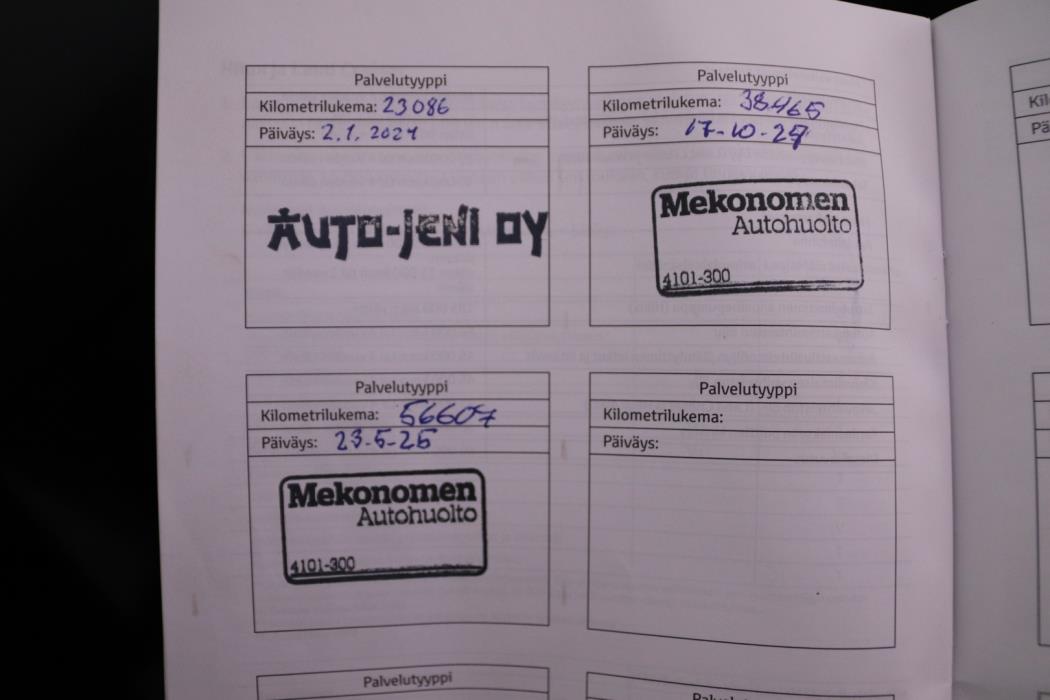 Palvelutyyppi
Kilometrilukema: 23086
Päiväys: 2.1. 2024
AUTO-JENI OY
Palvelutyyppi
Kilometrilukema: 38465
Päiväys: 17-10-24
Mekonomen
Autohuolto
4101-300
Palvelutyyppi
Kilometrilukema: 56607
Päiväys: 23-5-25
Mekonomen
Autohuolto
4101-300
Palvelutyyppi
Kilometrilukema:
Päiväys:
Palvelutyyppi